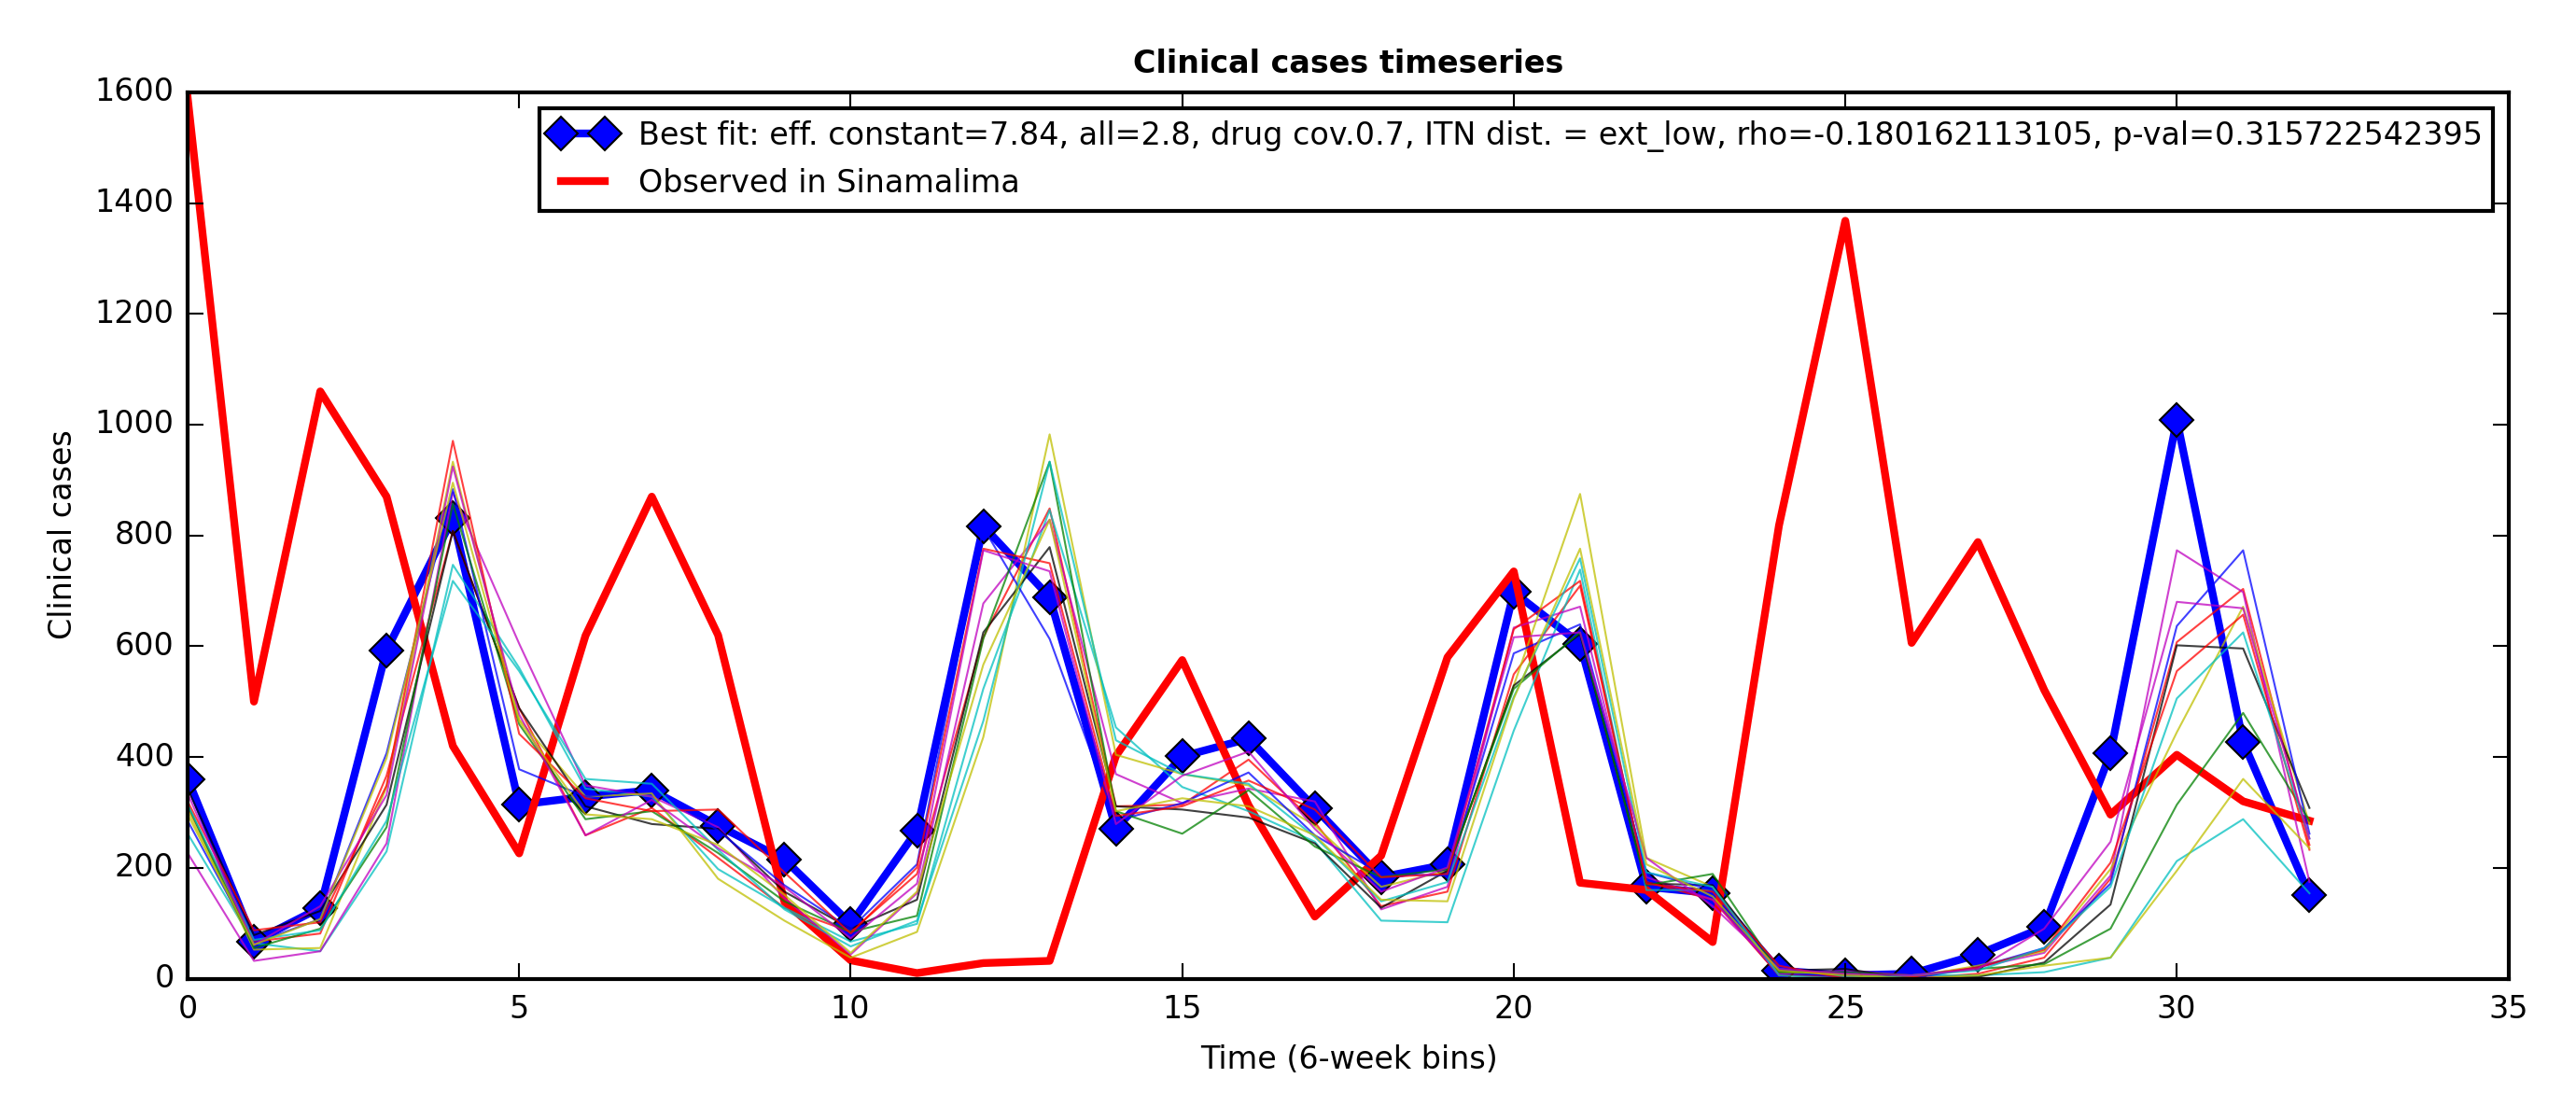 Clinical cases timeseries
1600
1400
1200
1000
800
600
400
200
0
Clinical cases
Best fit: eff. constant=7.84, all=2.8, drug cov.0.7, ITN dist. = ext_low, rho=-0.180162113105, p-val=0.315722542395
Observed in Sinamalima
0 5 10 15 20 25 30 35
Time (6-week bins)